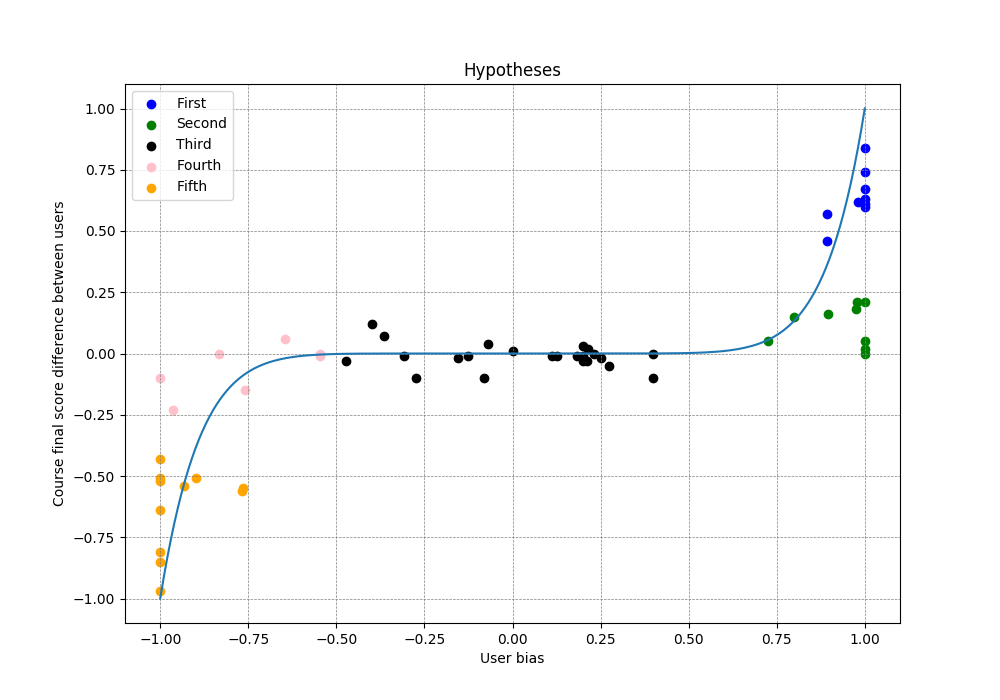 Hypotheses
First
Second
Third
Fourth
Fifth
1.00
0.75
0.50
0.25
0.00
−0.25
−0.50
−0.75
−1.00
Course final score difference between users
−1.00 −0.75 −0.50 −0.25 0.00 0.25 0.50 0.75 1.00
User bias